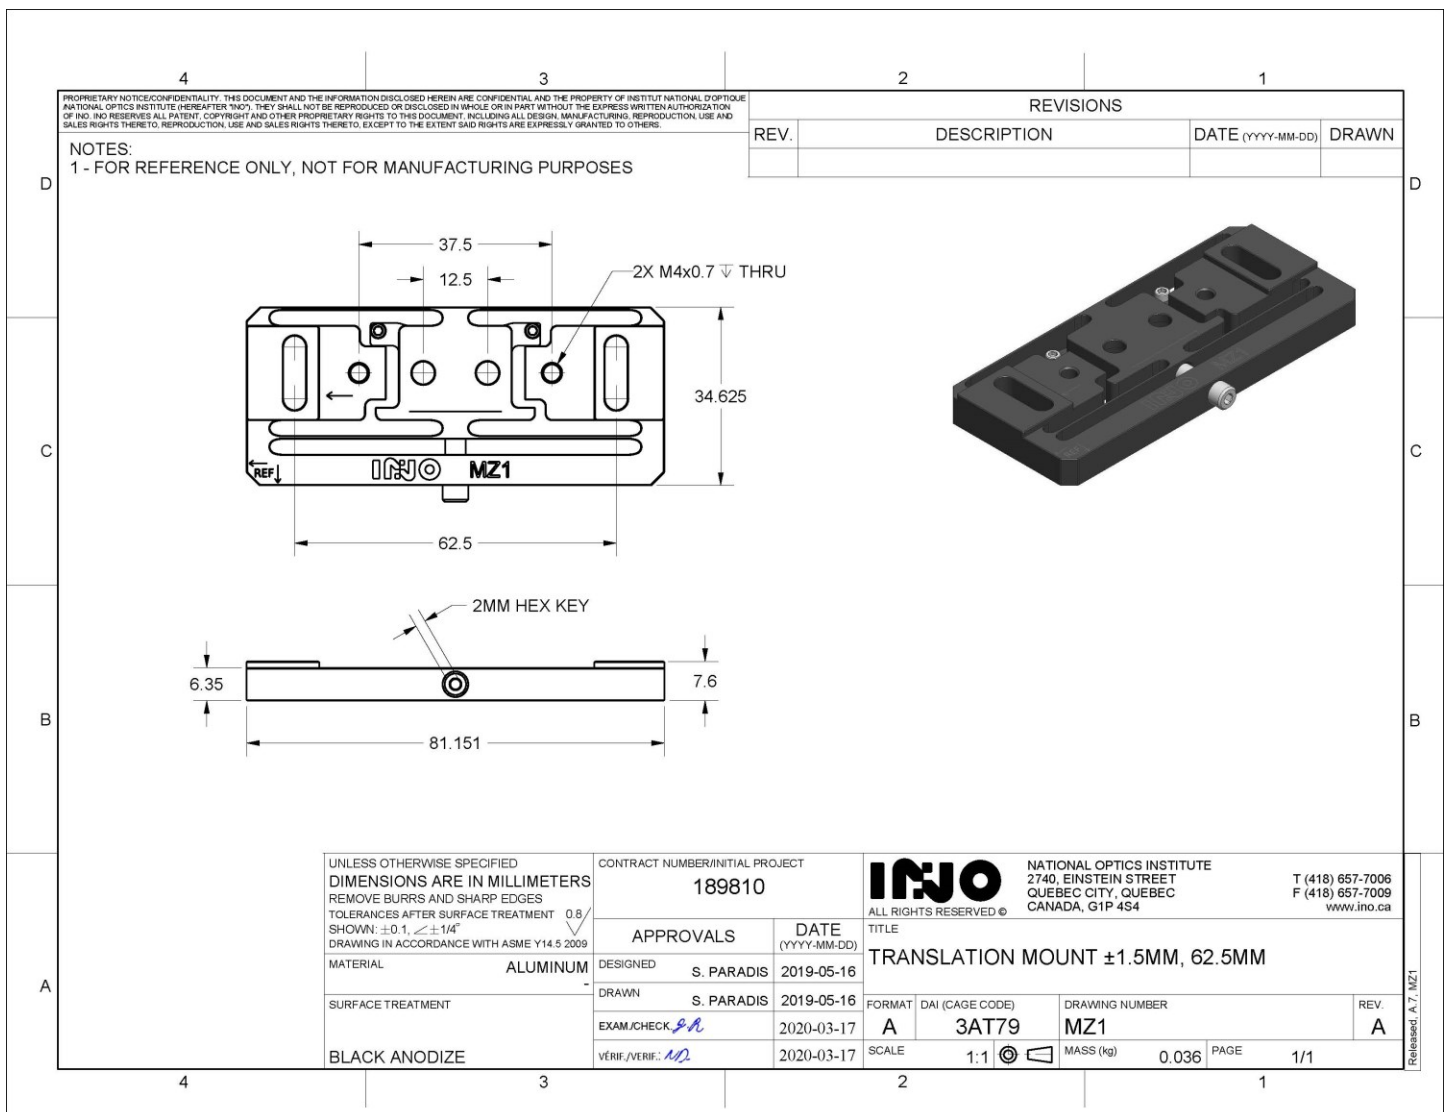 4 3 2 1
PROPRIETARY NOTICE/CONFIDENTIALITY. THIS DOCUMENT AND THE INFORMATION DISCLOSED HEREIN ARE CONFIDENTIAL AND THE PROPERTY OF INSTITUT NATIONAL D'OPTIQUE
/NATIONAL OPTICS INSTITUTE (HEREAFTER "INO"). THEY SHALL NOT BE REPRODUCED OR DISCLOSED IN WHOLE OR IN PART WITHOUT THE EXPRESS WRITTEN AUTHORIZATION
OF INO. INO RESERVES ALL PATENT, COPYRIGHT AND OTHER PROPRIETARY RIGHTS TO THIS DOCUMENT, INCLUDING ALL DESIGN, MANUFACTURING, REPRODUCTION, USE AND
SALES RIGHTS THERETO, REPRODUCTION, USE AND SALES RIGHTS THERETO, EXCEPT TO THE EXTENT SAID RIGHTS ARE EXPRESSLY GRANTED TO OTHERS.
REVISIONS
REV. DESCRIPTION DATE (YYYY-MM-DD) DRAWN
NOTES:
1 - FOR REFERENCE ONLY, NOT FOR MANUFACTURING PURPOSES
D D
37.5
12.5
2X M4x0.7 ↧ THRU
34.625
REF
INO MZ1
INO MZ1
MZ1
C C
62.5
2MM HEX KEY
6.35
7.6
81.151
B B
UNLESS OTHERWISE SPECIFIED
DIMENSIONS ARE IN MILLIMETERS
REMOVE BURRS AND SHARP EDGES
TOLERANCES AFTER SURFACE TREATMENT 0.8
SHOWN: ±0.1, ∠±1/4°
DRAWING IN ACCORDANCE WITH ASME Y14.5 2009
MATERIAL
ALUMINUM
-
SURFACE TREATMENT
BLACK ANODIZE
CONTRACT NUMBER/INITIAL PROJECT
189810
APPROVALS DATE
(YYYY-MM-DD)
DESIGNED S. PARADIS 2019-05-16
DRAWN S. PARADIS 2019-05-16
EXAM./CHECK. J.R. 2020-03-17
VÉRIF./VERIF.: N.D. 2020-03-17
INO
ALL RIGHTS RESERVED ©
NATIONAL OPTICS INSTITUTE
2740, EINSTEIN STREET
QUEBEC CITY, QUEBEC
CANADA, G1P 4S4
T (418) 657-7006
F (418) 657-7009
www.ino.ca
TITLE
TRANSLATION MOUNT ±1.5MM, 62.5MM
FORMAT
A
DAI (CAGE CODE)
3AT79
DRAWING NUMBER
MZ1
REV.
A
SCALE 1:1
MASS (kg) 0.036
PAGE 1/1
Released, A.7, MZ1
A A
4 3 2 1